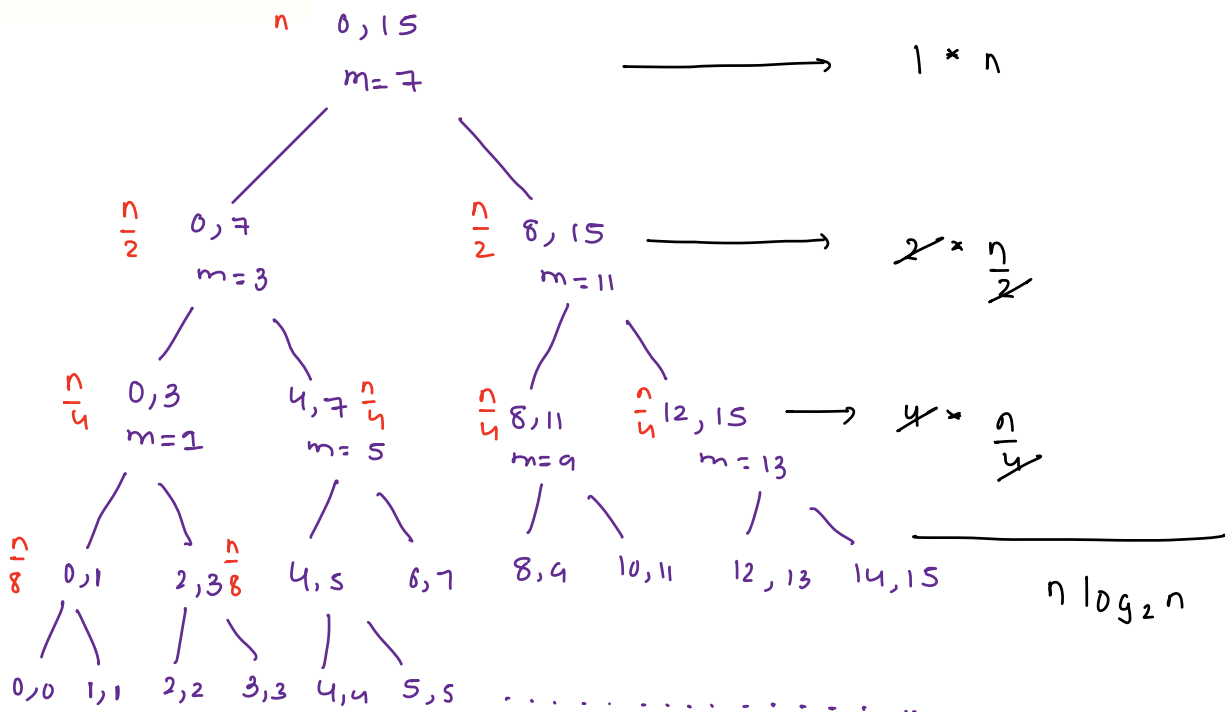 n 0, 15
m = 7
1 * n
n/2 0, 7
m = 3
n/2 8, 15
m = 11
2 * n/2
n/4 0, 3
m = 1
4, 7 n/4
m = 5
n/4 8, 11
m = 9
n/4 12, 15
m = 13
4 * n/4
n/8 0, 1 2, 3 n/8 4, 5 6, 7 8, 9 10, 11 12, 13 14, 15
n log₂ n
0, 0 1, 1 2, 2 3, 3 4, 4 5, 5 . . . . . . . . . . . . . .